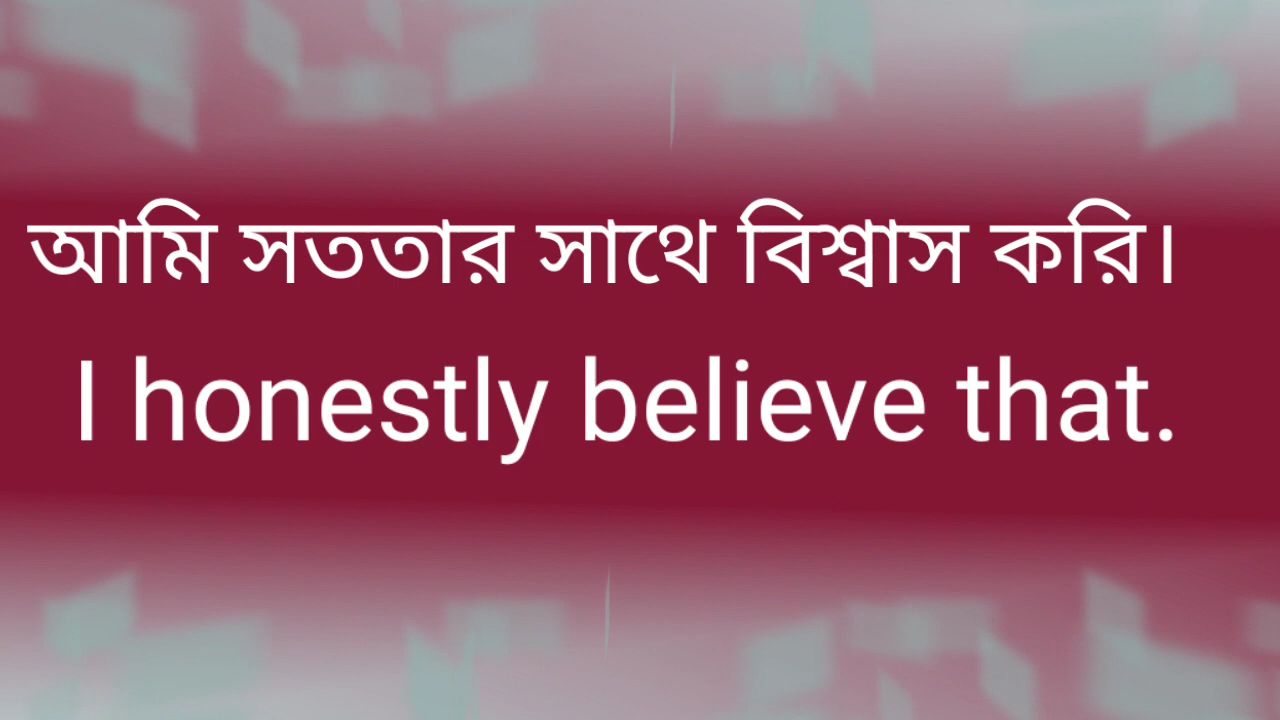 আমি সততার সাথে বিশ্বাস করি।
I honestly believe that.